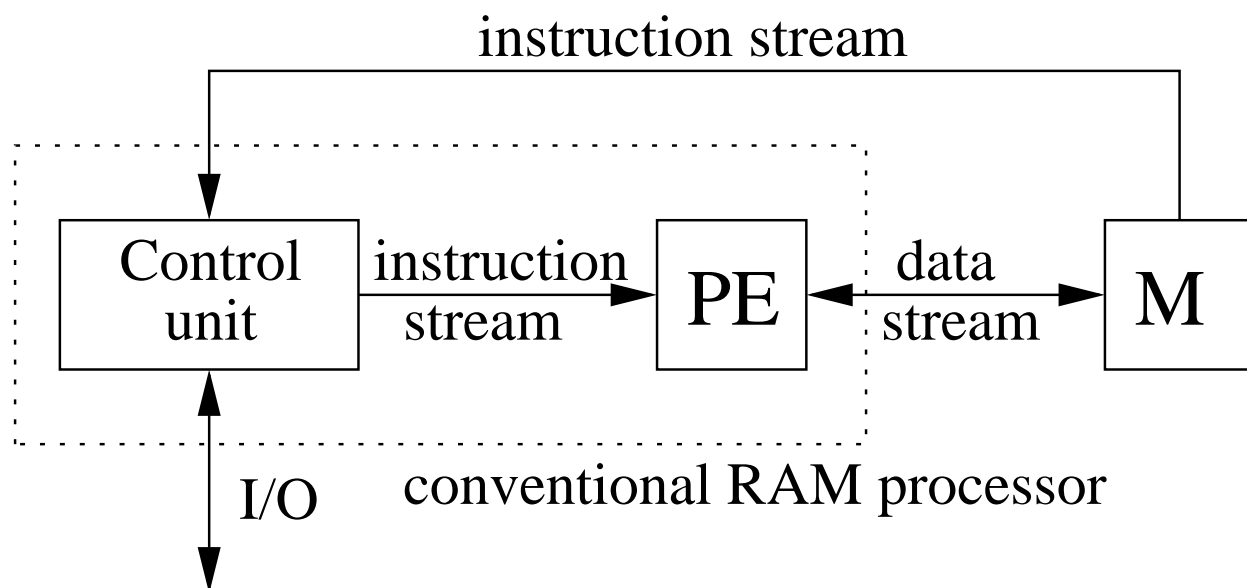 instruction stream
Control
unit
instruction
stream
PE
data
stream
M
I/O
conventional RAM processor